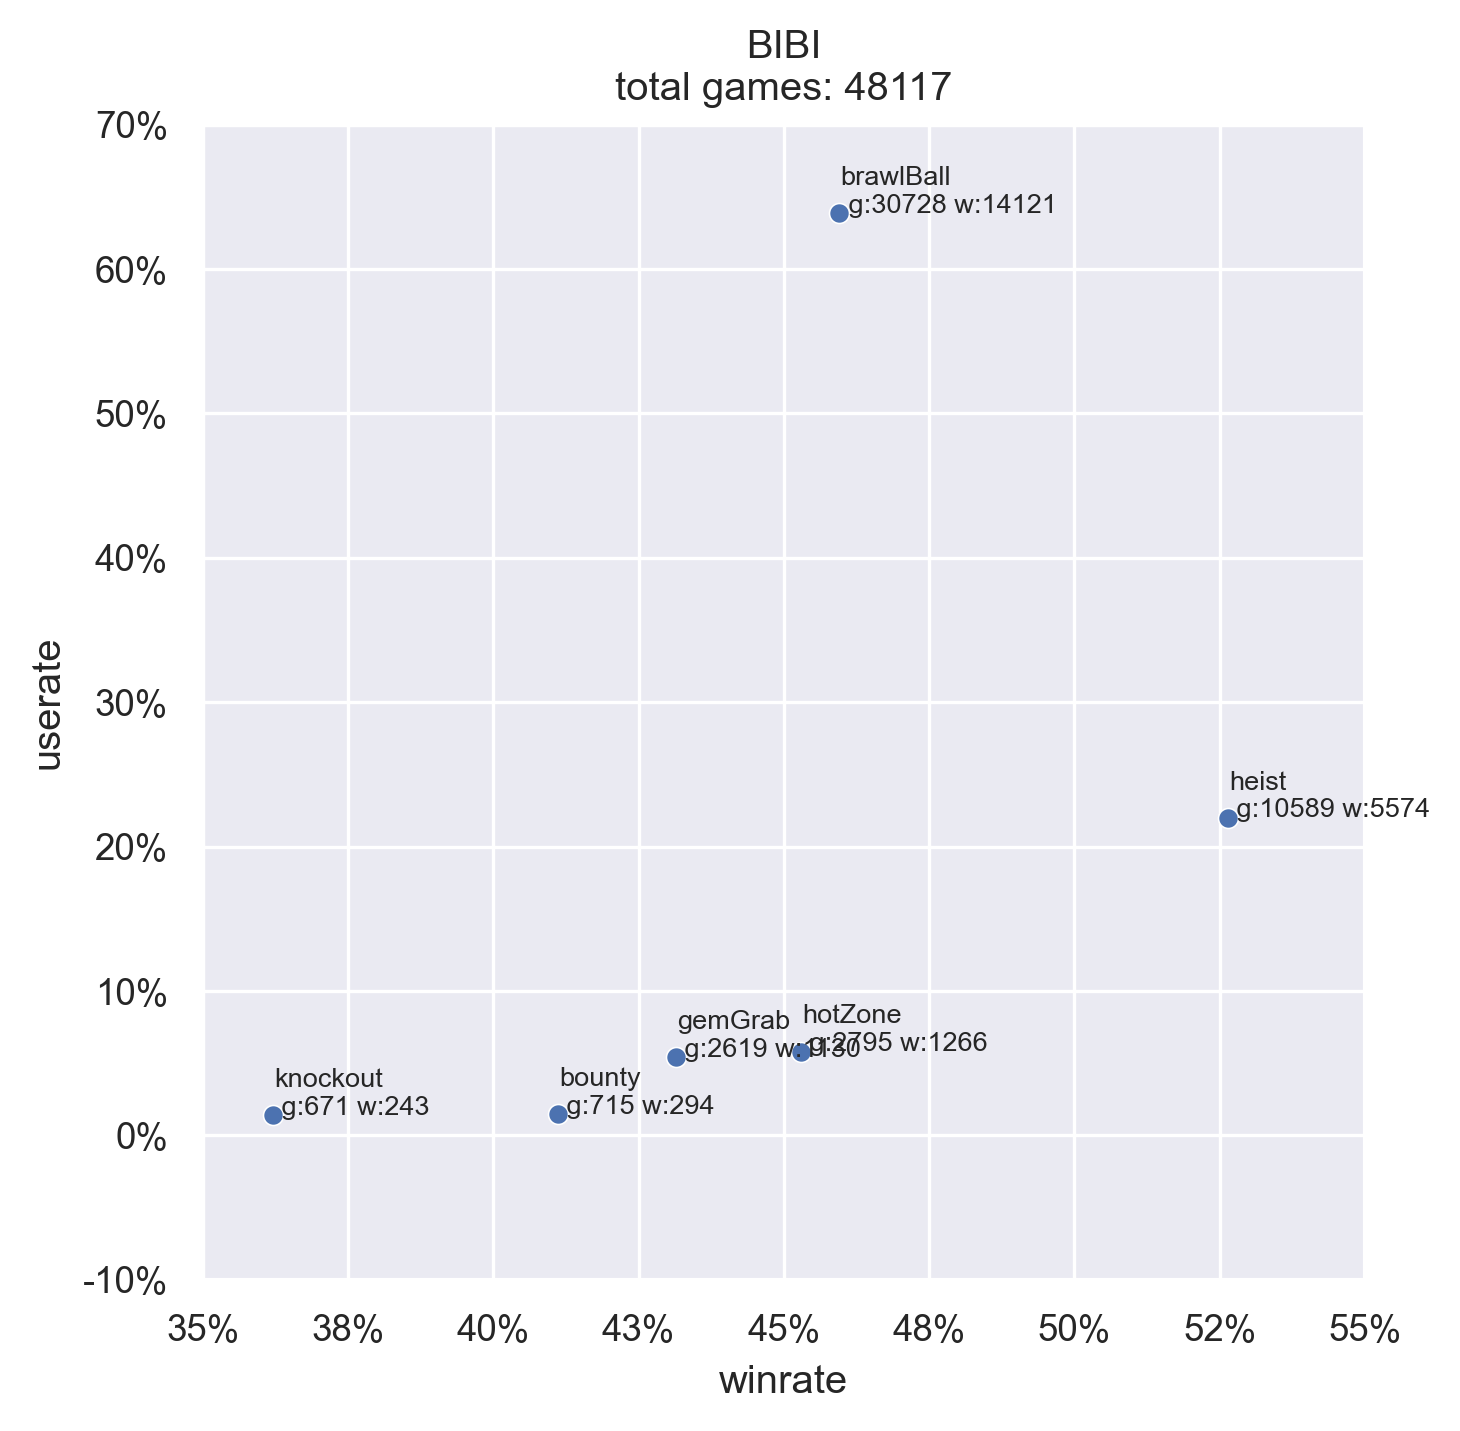 BIBI
total games: 48117
70%
60%
50%
40%
30%
20%
10%
0%
-10%
userate
brawlBall
g:30728 w:14121
heist
g:10589 w:5574
hotZone
g:2795 w:1266
gemGrab
g:2619 w:1130
knockout
g:671 w:243
bounty
g:715 w:294
35% 38% 40% 43% 45% 48% 50% 52% 55%
winrate